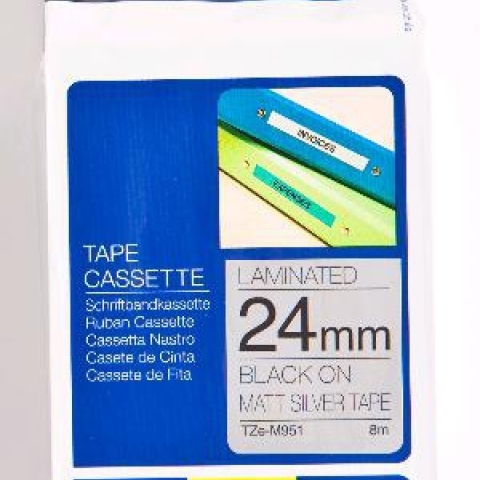 INVOICES
EXPENSES
TAPE
CASSETTE
Schriftbandkassette
Ruban Cassette
Cassetta Nastro
Casete de Cinta
Cassete de Fita
LAMINATED
24mm
BLACK ON
MATT SILVER TAPE
TZe-M951 8m